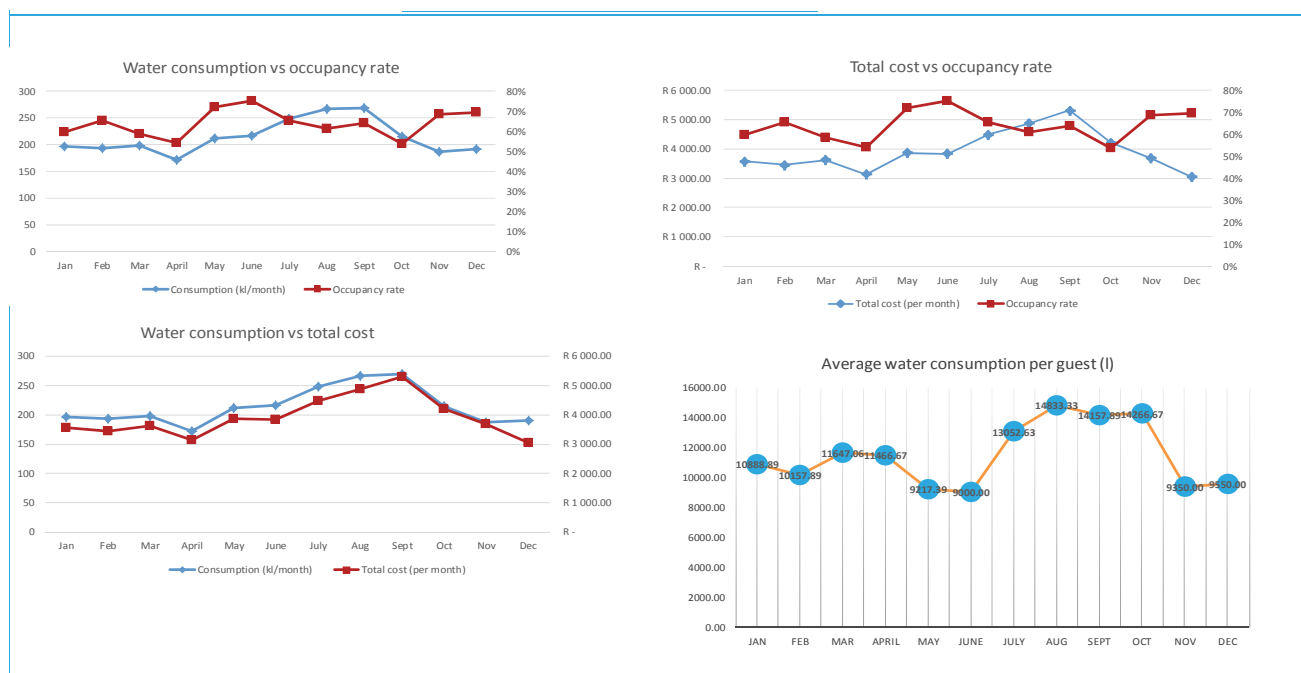 Water consumption vs occupancy rate
300
250
200
150
100
50
0
80%
70%
60%
50%
40%
30%
20%
10%
0%
Jan Feb Mar April May June July Aug Sept Oct Nov Dec
Consumption (kl/month) Occupancy rate
Total cost vs occupancy rate
R 6 000.00
R 5 000.00
R 4 000.00
R 3 000.00
R 2 000.00
R 1 000.00
R -
80%
70%
60%
50%
40%
30%
20%
10%
0%
Jan Feb Mar April May June July Aug Sept Oct Nov Dec
Total cost (per month) Occupancy rate
Water consumption vs total cost
300
250
200
150
100
50
0
R 6 000.00
R 5 000.00
R 4 000.00
R 3 000.00
R 2 000.00
R 1 000.00
R -
Jan Feb Mar April May June July Aug Sept Oct Nov Dec
Consumption (kl/month) Total cost (per month)
Average water consumption per guest (l)
16000.00
14000.00
12000.00
10000.00
8000.00
6000.00
4000.00
2000.00
0.00
10888.89 10157.89 11647.06 11466.67 9217.39 9000.00 13052.63 14833.33 14157.89 14266.67 9350.00 9550.00
JAN FEB MAR APRIL MAY JUNE JULY AUG SEPT OCT NOV DEC